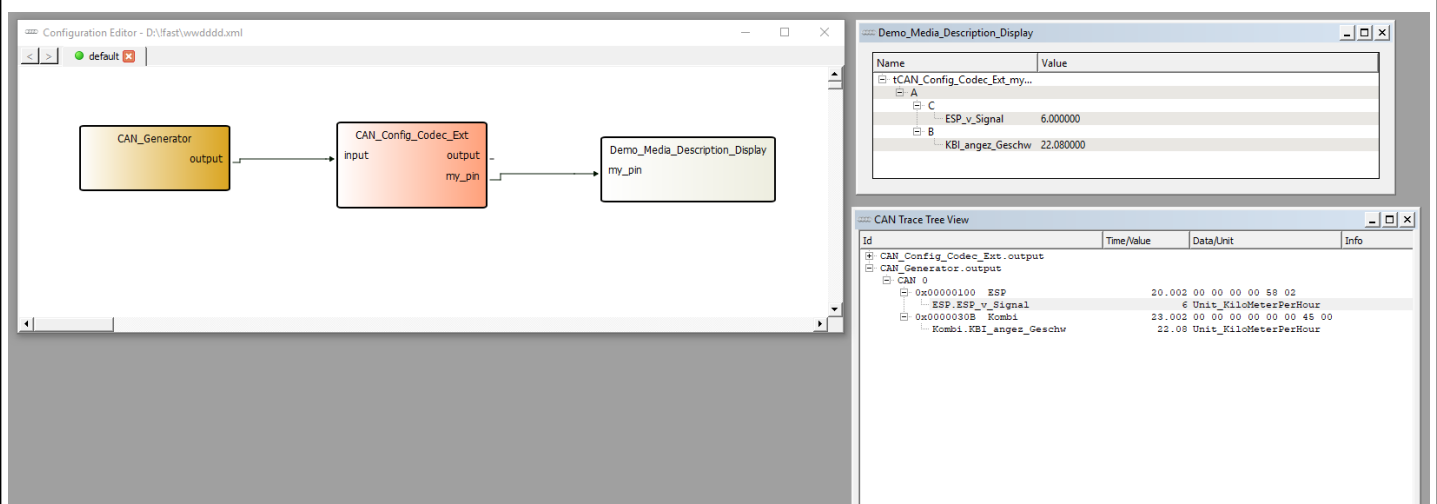 Configuration Editor - D:\!fast\wwdddd.xml
< > default
CAN_Generator
output
CAN_Config_Codec_Ext
input output
my_pin
Demo_Media_Description_Display
my_pin
Demo_Media_Description_Display
Name Value
tCAN_Config_Codec_Ext_my...
A
C
ESP_v_Signal 6.000000
B
KBI_angez_Geschw 22.080000
CAN Trace Tree View
Id Time/Value Data/Unit Info
CAN_Config_Codec_Ext.output
CAN_Generator.output
CAN 0
0x00000100 ESP 20.002 00 00 00 00 58 02
ESP.ESP_v_Signal 6 Unit_KiloMeterPerHour
0x0000030B Kombi 23.002 00 00 00 00 00 00 45 00
Kombi.KBI_angez_Geschw 22.08 Unit_KiloMeterPerHour